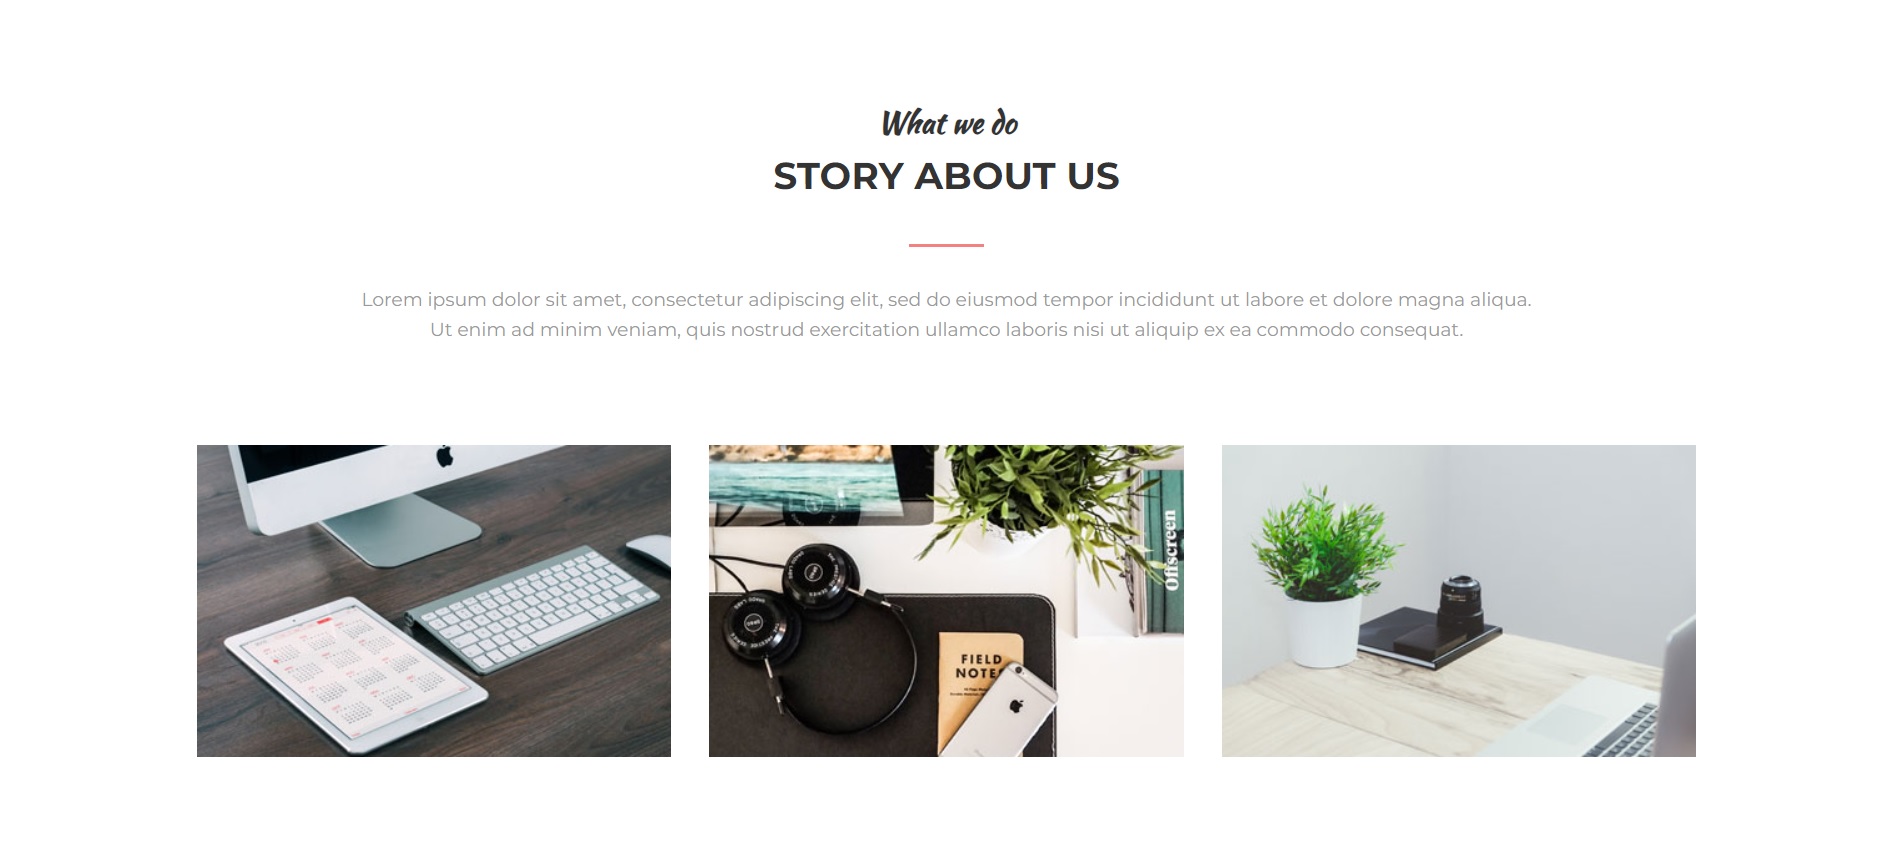 What we do
STORY ABOUT US
Lorem ipsum dolor sit amet, consectetur adipiscing elit, sed do eiusmod tempor incididunt ut labore et dolore magna aliqua.
Ut enim ad minim veniam, quis nostrud exercitation ullamco laboris nisi ut aliquip ex ea commodo consequat.
Offscreen
FIELD
NOTES